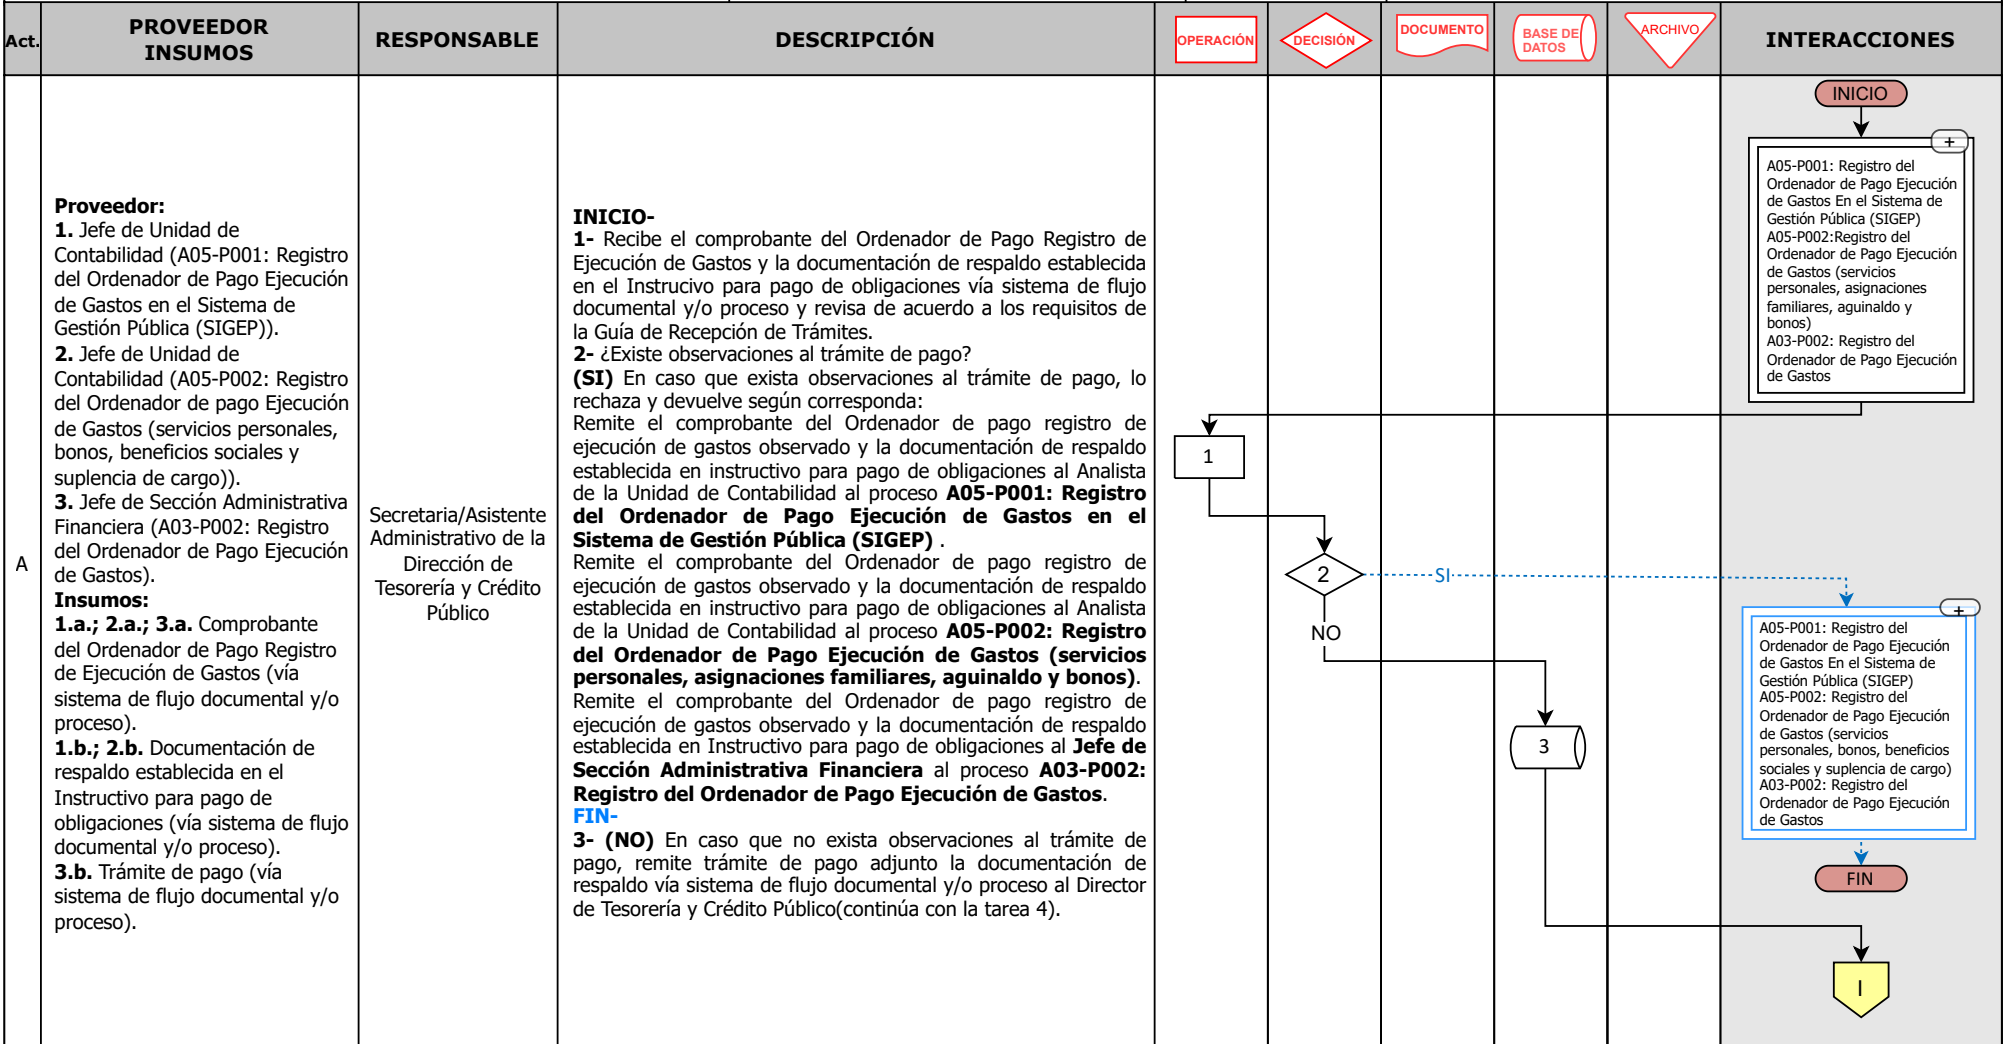 Act.
PROVEEDOR
INSUMOS
RESPONSABLE
DESCRIPCIÓN
OPERACIÓN
DECISIÓN
DOCUMENTO
BASE DE
DATOS
ARCHIVO
INTERACCIONES
A
Proveedor:
1. Jefe de Unidad de
Contabilidad (A05-P001: Registro
del Ordenador de Pago Ejecución
de Gastos en el Sistema de
Gestión Pública (SIGEP)).
2. Jefe de Unidad de
Contabilidad (A05-P002: Registro
del Ordenador de pago Ejecución
de Gastos (servicios personales,
bonos, beneficios sociales y
suplencia de cargo)).
3. Jefe de Sección Administrativa
Financiera (A03-P002: Registro
del Ordenador de Pago Ejecución
de Gastos).
Insumos:
1.a.; 2.a.; 3.a. Comprobante
del Ordenador de Pago Registro
de Ejecución de Gastos (vía
sistema de flujo documental y/o
proceso).
1.b.; 2.b. Documentación de
respaldo establecida en el
Instructivo para pago de
obligaciones (vía sistema de flujo
documental y/o proceso).
3.b. Trámite de pago (vía
sistema de flujo documental y/o
proceso).
Secretaria/Asistente
Administrativo de la
Dirección de
Tesorería y Crédito
Público
INICIO-
1- Recibe el comprobante del Ordenador de Pago Registro de
Ejecución de Gastos y la documentación de respaldo establecida
en el Instrucivo para pago de obligaciones vía sistema de flujo
documental y/o proceso y revisa de acuerdo a los requisitos de
la Guía de Recepción de Trámites.
2- ¿Existe observaciones al trámite de pago?
(SI) En caso que exista observaciones al trámite de pago, lo
rechaza y devuelve según corresponda:
Remite el comprobante del Ordenador de pago registro de
ejecución de gastos observado y la documentación de respaldo
establecida en instructivo para pago de obligaciones al Analista
de la Unidad de Contabilidad al proceso A05-P001: Registro
del Ordenador de Pago Ejecución de Gastos en el
Sistema de Gestión Pública (SIGEP) .
Remite el comprobante del Ordenador de pago registro de
ejecución de gastos observado y la documentación de respaldo
establecida en instructivo para pago de obligaciones al Analista
de la Unidad de Contabilidad al proceso A05-P002: Registro
del Ordenador de Pago Ejecución de Gastos (servicios
personales, asignaciones familiares, aguinaldo y bonos).
Remite el comprobante del Ordenador de pago registro de
ejecución de gastos observado y la documentación de respaldo
establecida en Instructivo para pago de obligaciones al Jefe de
Sección Administrativa Financiera al proceso A03-P002:
Registro del Ordenador de Pago Ejecución de Gastos.
FIN-
3- (NO) En caso que no exista observaciones al trámite de
pago, remite trámite de pago adjunto la documentación de
respaldo vía sistema de flujo documental y/o proceso al Director
de Tesorería y Crédito Público(continúa con la tarea 4).
INICIO
+
A05-P001: Registro del
Ordenador de Pago Ejecución
de Gastos En el Sistema de
Gestión Pública (SIGEP)
A05-P002:Registro del
Ordenador de Pago Ejecución
de Gastos (servicios
personales, asignaciones
familiares, aguinaldo y
bonos)
A03-P002: Registro del
Ordenador de Pago Ejecución
de Gastos
1
2
SI
NO
3
+
A05-P001: Registro del
Ordenador de Pago Ejecución
de Gastos En el Sistema de
Gestión Pública (SIGEP)
A05-P002: Registro del
Ordenador de Pago Ejecución
de Gastos (servicios
personales, bonos, beneficios
sociales y suplencia de cargo)
A03-P002: Registro del
Ordenador de Pago Ejecución
de Gastos
FIN
I